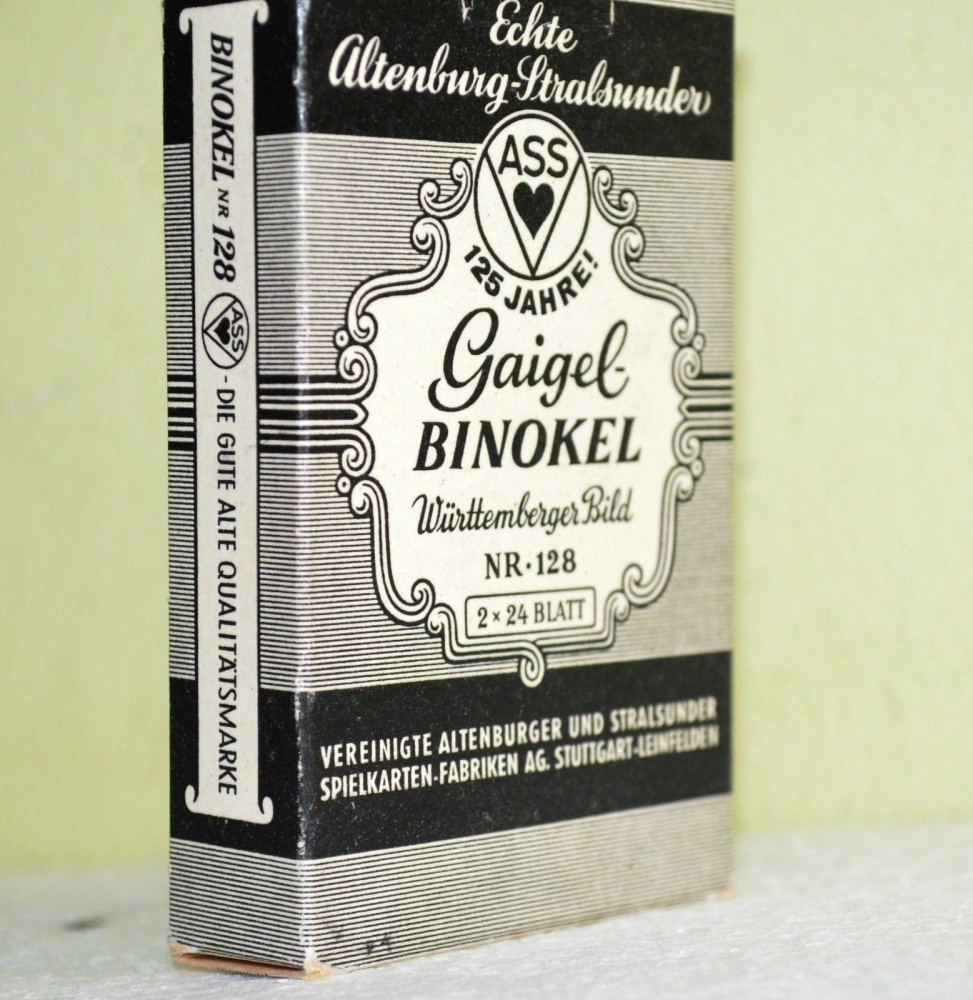 Echte
Altenburg-Stralsunder
ASS
125 JAHRE!
Gaigel-
BINOKEL
Württemberger Bild
NR·128
2 × 24 BLATT
VEREINIGTE ALTENBURGER UND STRALSUNDER
SPIELKARTEN-FABRIKEN AG. STUTTGART-LEINFELDEN
BINOKEL NR 128 ASS - DIE GUTE ALTE QUALITÄTSMARKE